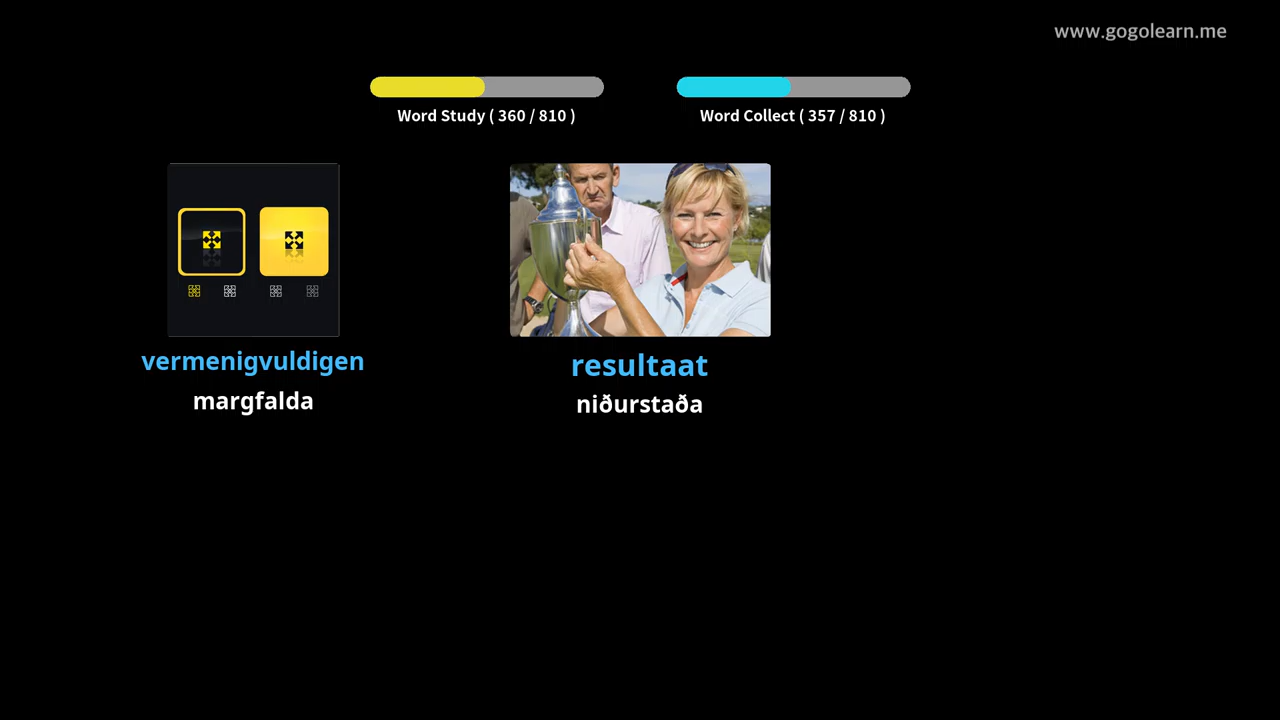 www.gogolearn.me
Word Study ( 360 / 810 )
Word Collect ( 357 / 810 )
vermenigvuldigen
margfalda
resultaat
niðurstaða